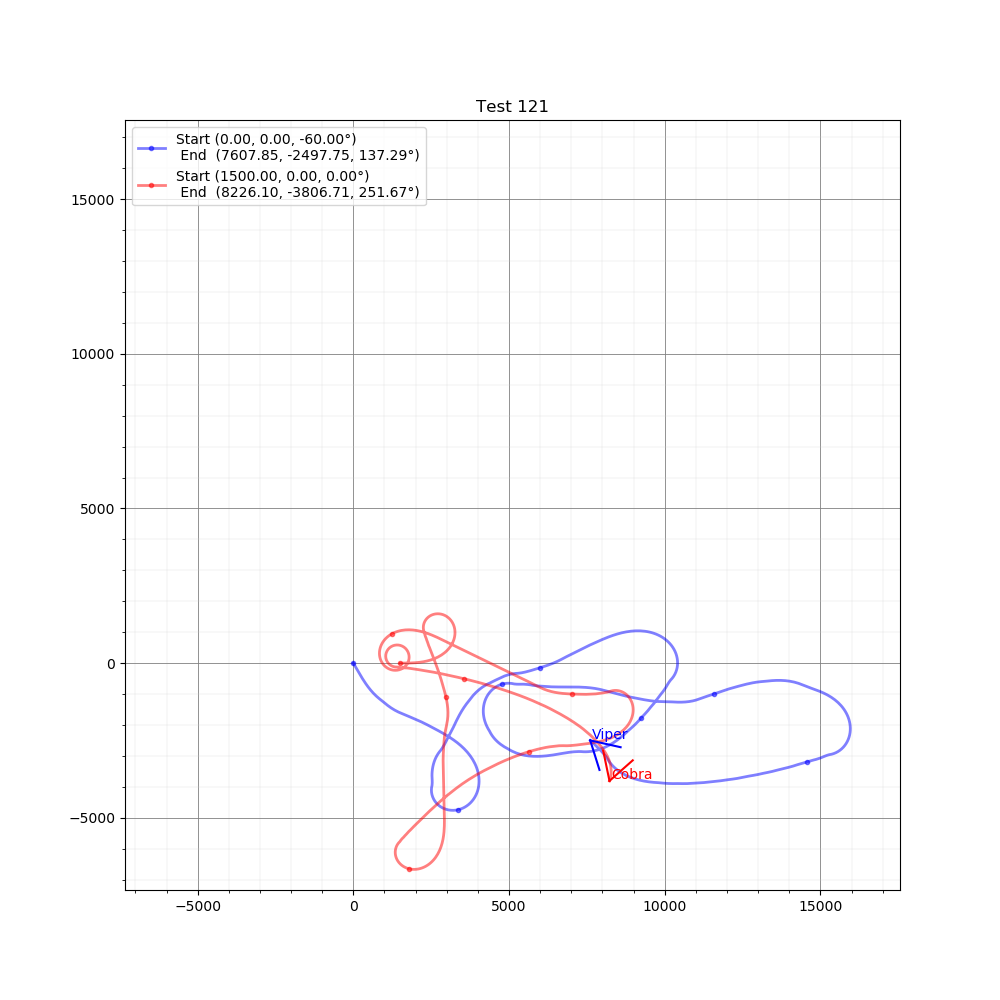 Test 121
Start (0.00, 0.00, -60.00°)
End (7607.85, -2497.75, 137.29°)
Start (1500.00, 0.00, 0.00°)
End (8226.10, -3806.71, 251.67°)
15000
10000
5000
0
−5000
Viper
Cobra
−5000 0 5000 10000 15000